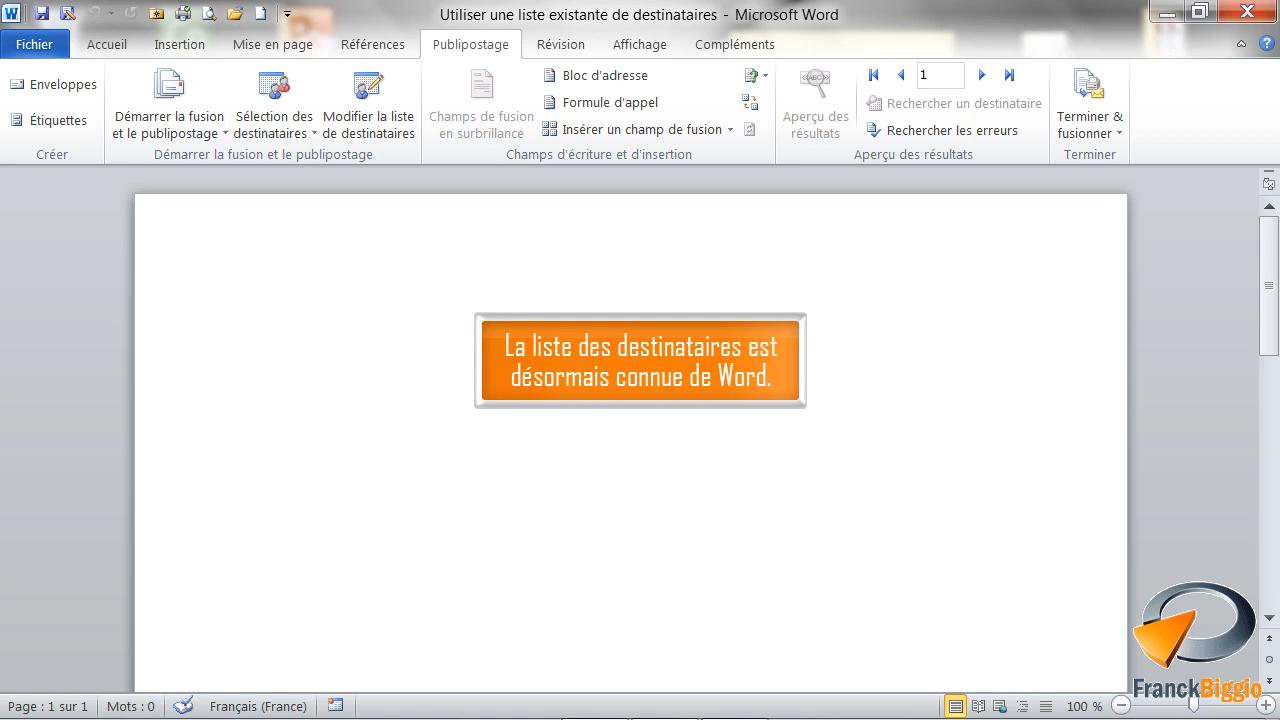 Utiliser une liste existante de destinataires - Microsoft Word
Fichier Accueil Insertion Mise en page Références Publipostage Révision Affichage Compléments
Enveloppes
Étiquettes
Créer
Démarrer la fusion
et le publipostage
Sélection des
destinataires
Modifier la liste
de destinataires
Démarrer la fusion et le publipostage
Champs de fusion
en surbrillance
Bloc d'adresse
Formule d'appel
Insérer un champ de fusion
Champs d'écriture et d'insertion
Aperçu des
résultats
1
Rechercher un destinataire
Rechercher les erreurs
Aperçu des résultats
Terminer &
fusionner
Terminer
La liste des destinataires est
désormais connue de Word.
FranckBiggio
Page : 1 sur 1 Mots : 0 Français (France) 100 %